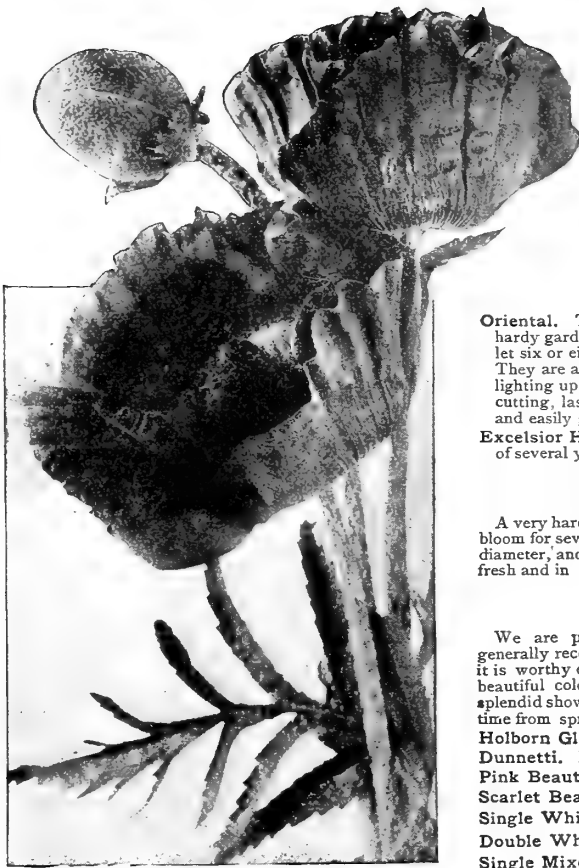 Oriental. T
hardy gard
let six or ei
They are a
lighting up
cutting, las
and easily
Excelsior H
of several y
A very hard
bloom for sev
diameter, and
fresh and in
We are p
generally rece
it is worthy o
beautiful colo
splendid show
time from spr
Holborn Gl
Dunnetti.
Pink Beaut
Scarlet Bea
Single Whi
Double Wh
Single Mix